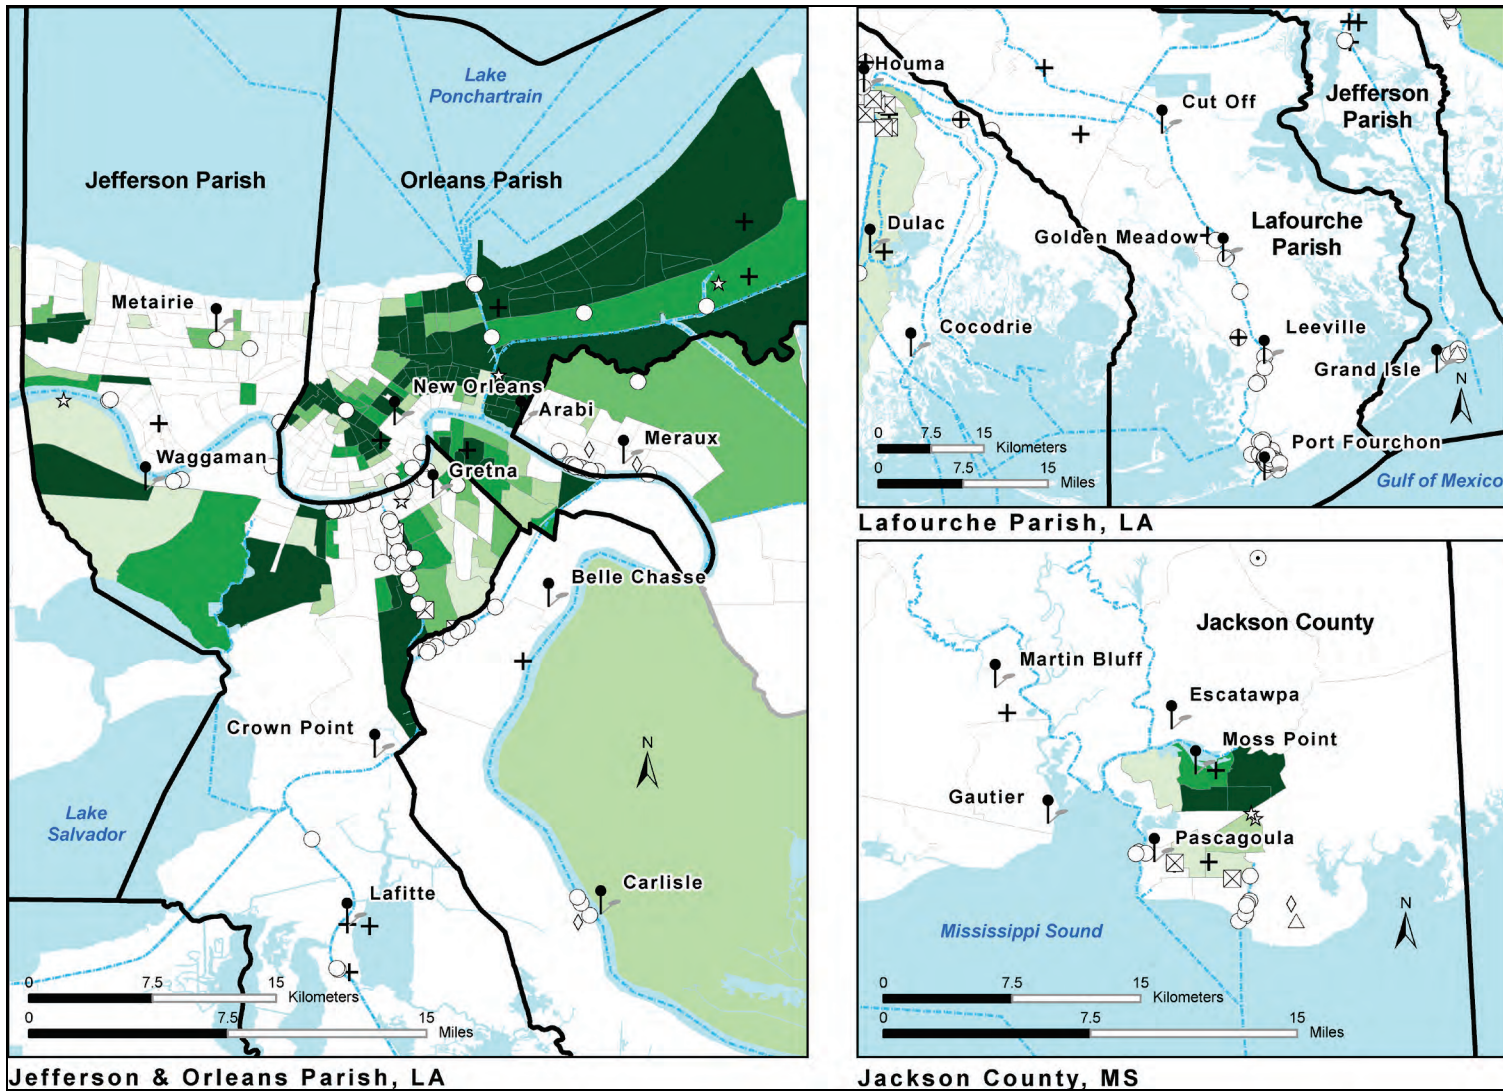 Lake
Ponchartrain
Jefferson Parish
Orleans Parish
Metairie
New Orleans
Arabi
Meraux
Waggaman
Gretna
Belle Chasse
Crown Point
N
Lake
Salvador
Lafitte
Carlisle
0 7.5 15
Kilometers
0 7.5 15
Miles
Jefferson & Orleans Parish, LA
Houma
Cut Off
Jefferson
Parish
Dulac
Golden Meadow
Lafourche
Parish
Cocodrie
Leeville
Grand Isle
N
0 7.5 15
Kilometers
0 7.5 15
Miles
Port Fourchon
Gulf of Mexico
Lafourche Parish, LA
Jackson County
Martin Bluff
Escatawpa
Moss Point
Gautier
Pascagoula
Mississippi Sound
N
0 7.5 15
Kilometers
0 7.5 15
Miles
Jackson County, MS